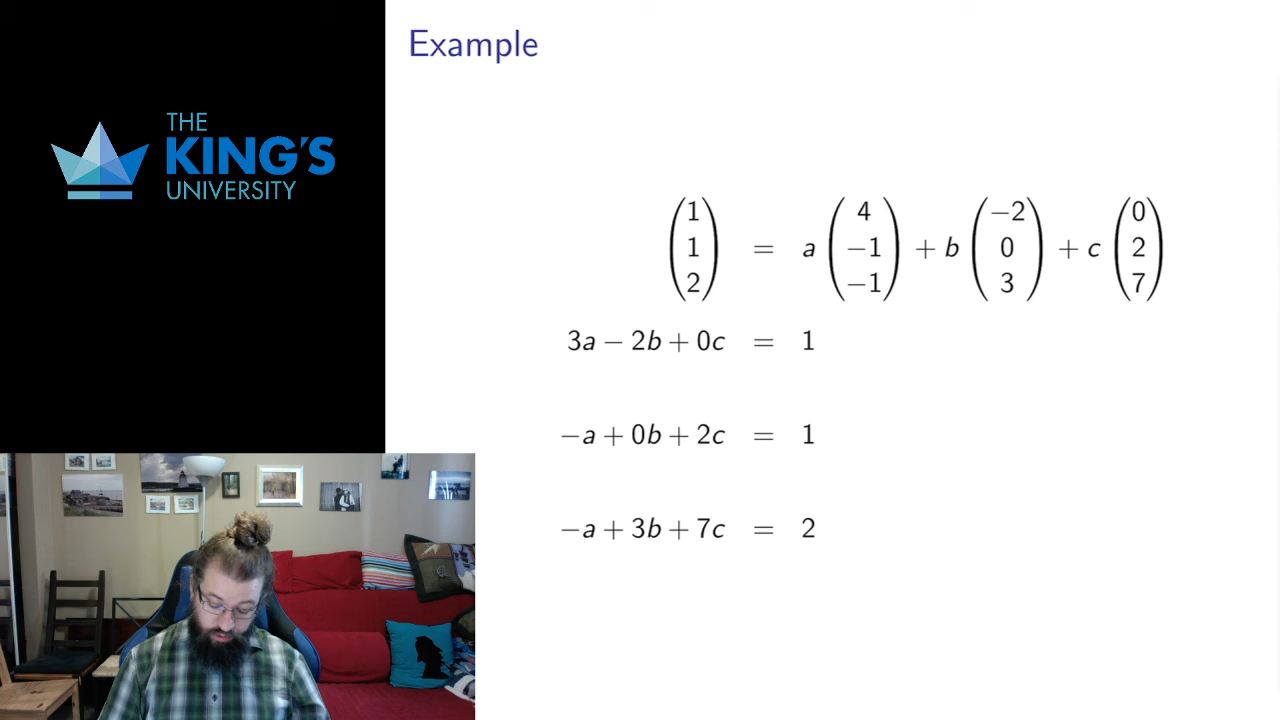 THE
KING'S
UNIVERSITY
Example
(1 1 2) = a (4 −1 −1) + b (−2 0 3) + c (0 2 7)
3a − 2b + 0c = 1
−a + 0b + 2c = 1
−a + 3b + 7c = 2